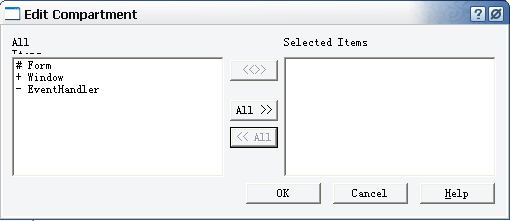 Edit Compartment
All
Selected Items
<<>>
# Form
+ Window
- EventHandler
All >>
<< All
OK
Cancel
Help